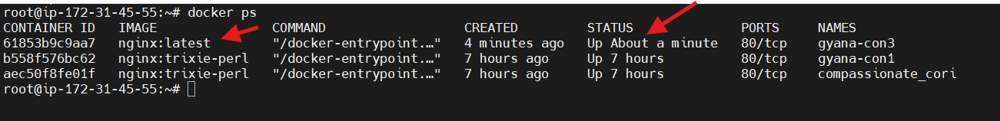 root@ip-172-31-45-55:~# docker ps
CONTAINER ID   IMAGE               COMMAND                  CREATED         STATUS              PORTS     NAMES
61853b9c9aa7   nginx:latest        "/docker-entrypoint.…"   4 minutes ago   Up About a minute   80/tcp    gyana-con3
b558f576bc62   nginx:trixie-perl   "/docker-entrypoint.…"   7 hours ago     Up 7 hours          80/tcp    gyana-con1
aec50f8fe01f   nginx:trixie-perl   "/docker-entrypoint.…"   7 hours ago     Up 7 hours          80/tcp    compassionate_cori
root@ip-172-31-45-55:~#